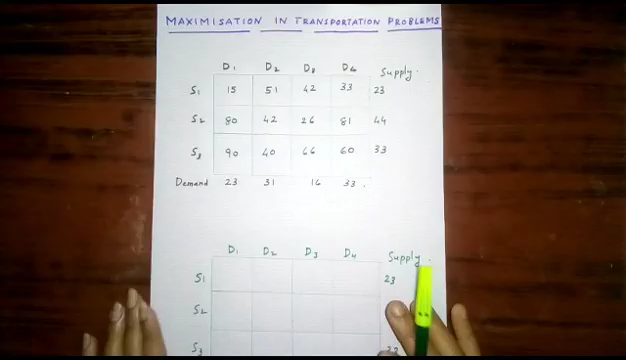 MAXIMISATION IN TRANSPORTATION PROBLEMS
D1 D2 D3 D4 Supply.
S1 15 51 42 33 23
S2 80 42 26 81 44
S3 90 40 66 60 33
Demand 23 31 16 33.
D1 D2 D3 D4 Supply.
S1 23
S2
S3